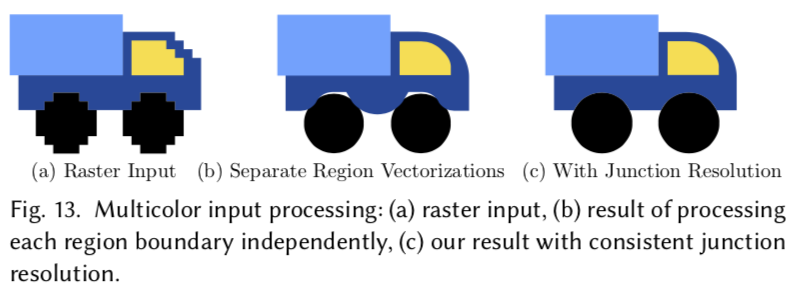 (a) Raster Input (b) Separate Region Vectorizations (c) With Junction Resolution
Fig. 13. Multicolor input processing: (a) raster input, (b) result of processing
each region boundary independently, (c) our result with consistent junction
resolution.